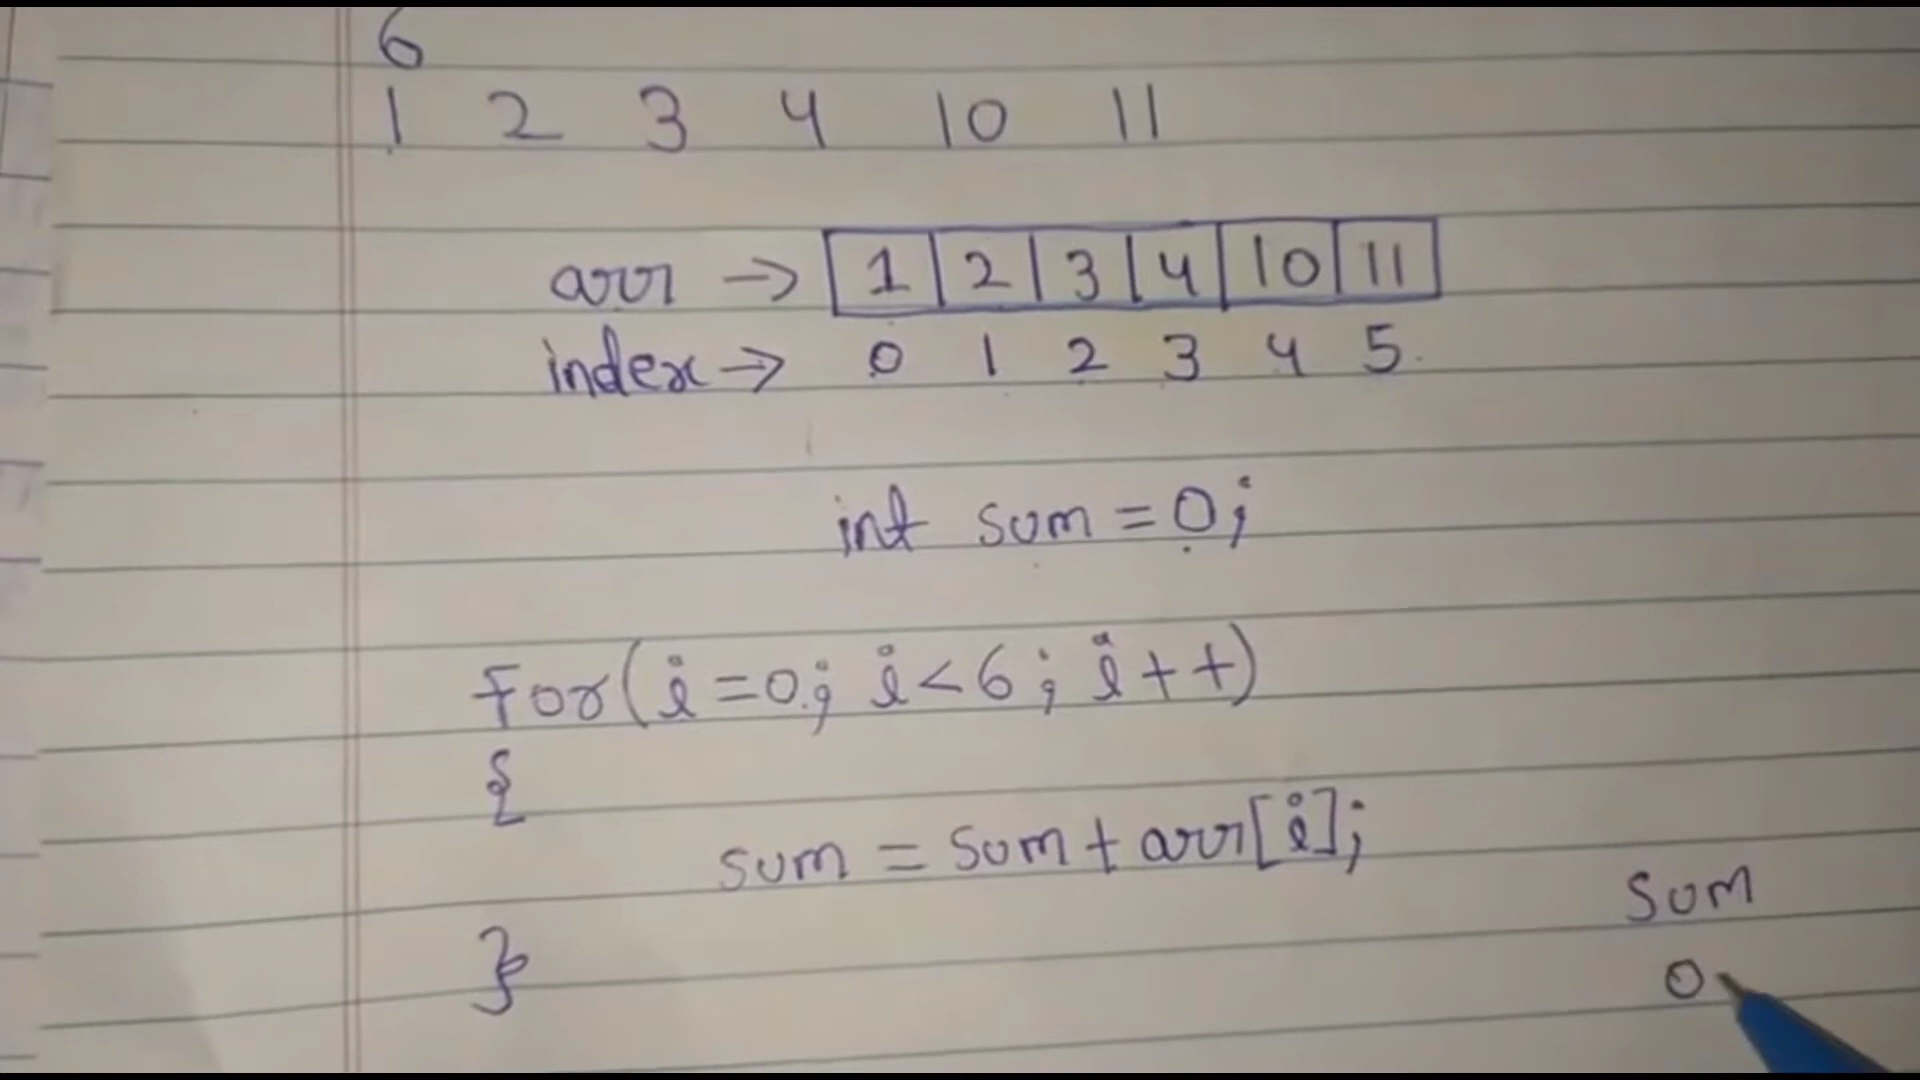 6
1 2 3 4 10 11
arr → 1 2 3 4 10 11
index → 0 1 2 3 4 5
int sum = 0;
For(i=0; i<6; i++)
{
sum = sum + arr[i];
}
sum
0